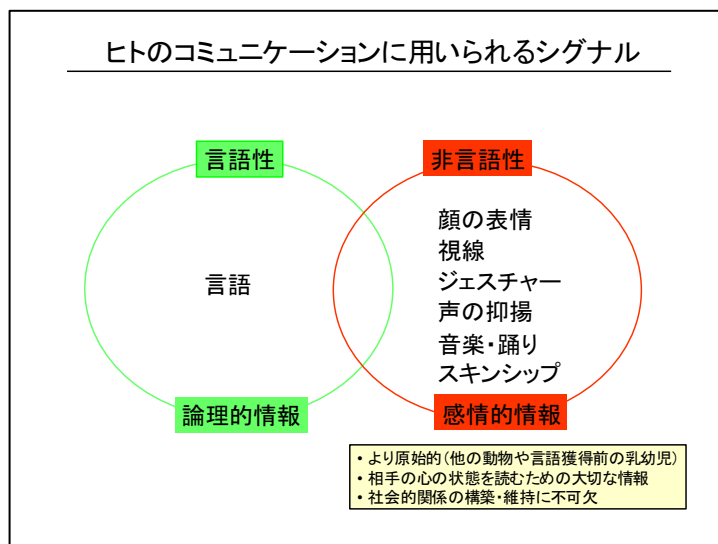 ヒトのコミュニケーションに用いられるシグナル
言語性
非言語性
言語
顔の表情
視線
ジェスチャー
声の抑揚
音楽・踊り
スキンシップ
論理的情報
感情的情報
・より原始的(他の動物や言語獲得前の乳幼児)
・相手の心の状態を読むための大切な情報
・社会的関係の構築・維持に不可欠